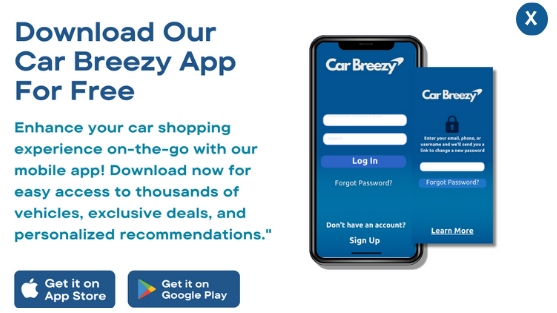 Download Our
Car Breezy App
For Free
Enhance your car shopping
experience on-the-go with our
mobile app! Download now for
easy access to thousands of
vehicles, exclusive deals, and
personalized recommendations."
Get it on
App Store
Get it on
Google Play
X
Car Breezy
Log In
Forgot Password?
Don't have an account?
Sign Up
Car Breezy
Enter your email, phone, or
username and we'll send you a
link to change a new password
Forgot Password?
Learn More